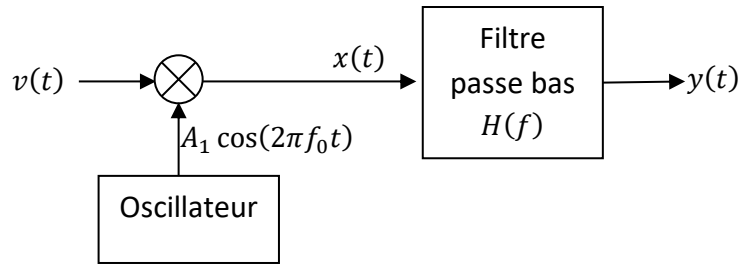 Filtre
passe bas
H(f)
x(t)
v(t)
y(t)
A₁ cos(2πf₀t)
Oscillateur